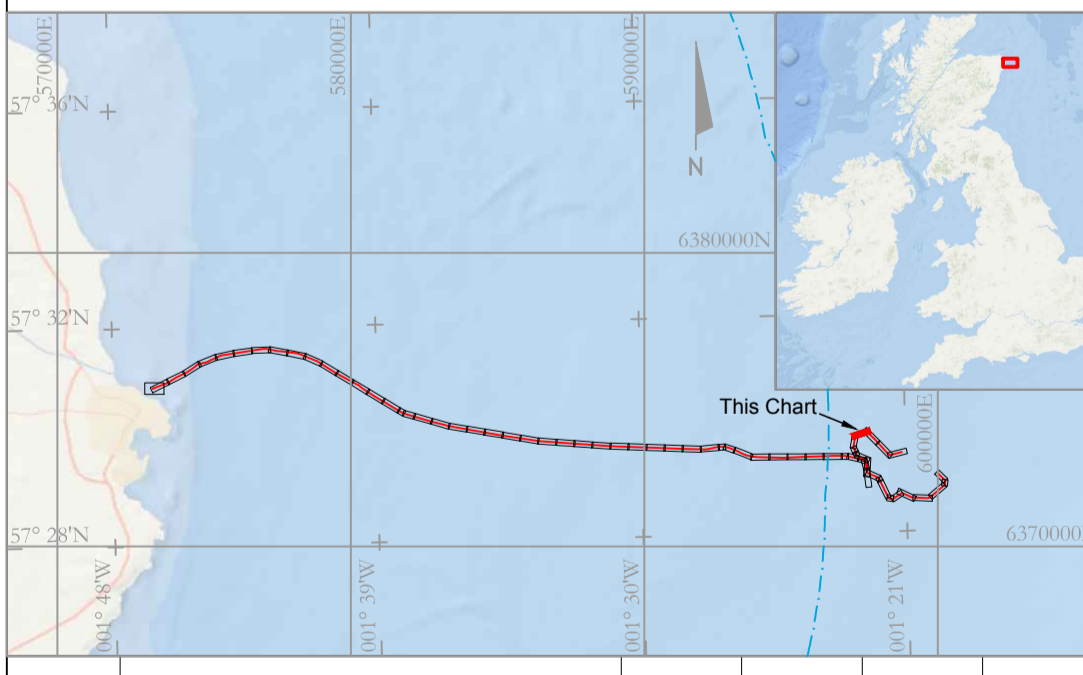 570000E
580000E
590000E
57° 36'N
N
6380000N
57° 32'N
This Chart
600000E
57° 28'N
6370000
001° 48'W
001° 39'W
001° 30'W
001° 21'W